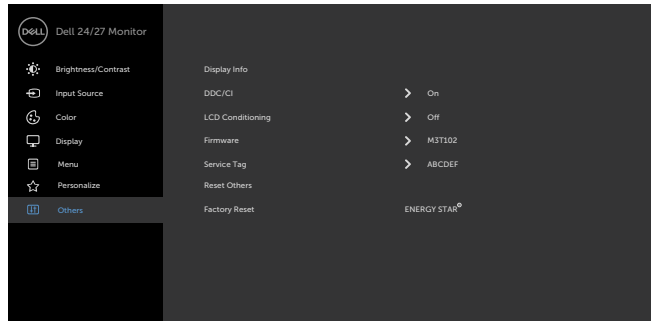 DELL Dell 24/27 Monitor
Brightness/Contrast Display Info
Input Source DDC/CI On
Color LCD Conditioning Off
Display Firmware M3T102
Menu Service Tag ABCDEF
Personalize Reset Others
Others Factory Reset ENERGY STAR®